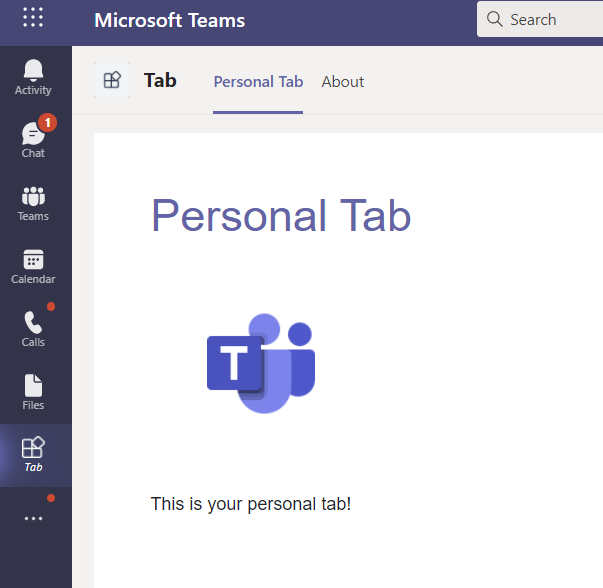 Microsoft Teams
Search
Activity
1
Chat
Teams
Calendar
Calls
Files
Tab
Tab
Personal Tab
About
Personal Tab
T
This is your personal tab!